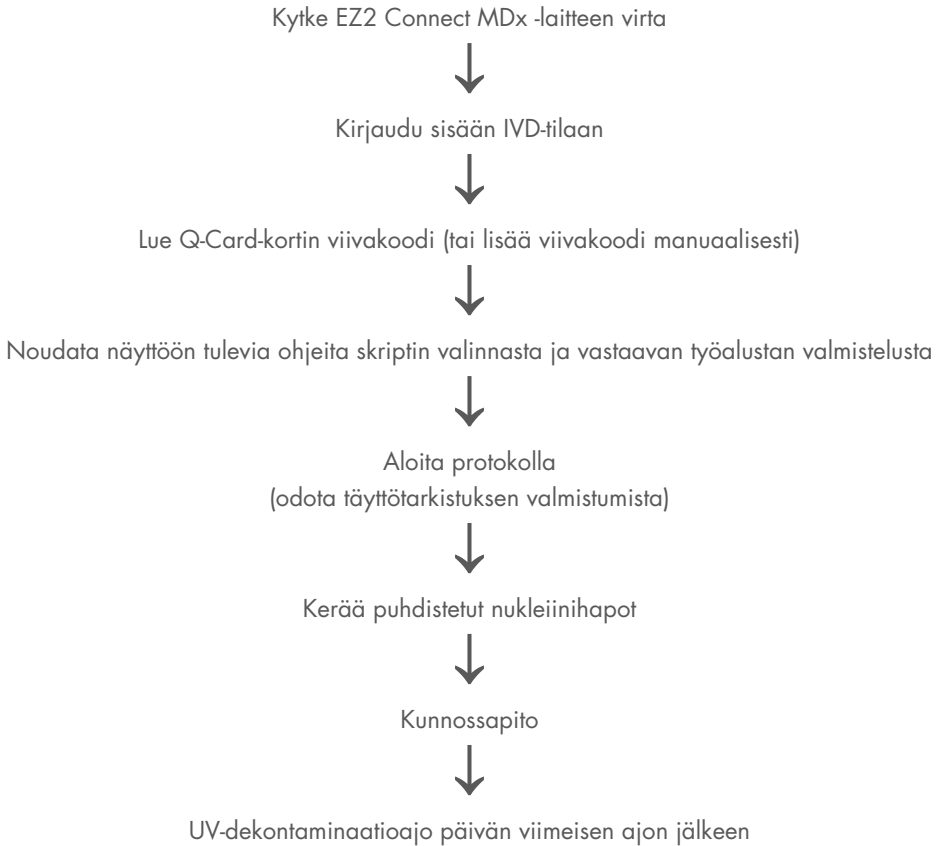 Kytke EZ2 Connect MDx -laitteen virta
Kirjaudu sisään IVD-tilaan
Lue Q-Card-kortin viivakoodi (tai lisää viivakoodi manuaalisesti)
Noudata näyttöön tulevia ohjeita skriptin valinnasta ja vastaavan työalustan valmistelusta
Aloita protokolla
(odota täyttötarkistuksen valmistumista)
Kerää puhdistetut nukleiinihapot
Kunnossapito
UV-dekontaminaatioajo päivän viimeisen ajon jälkeen